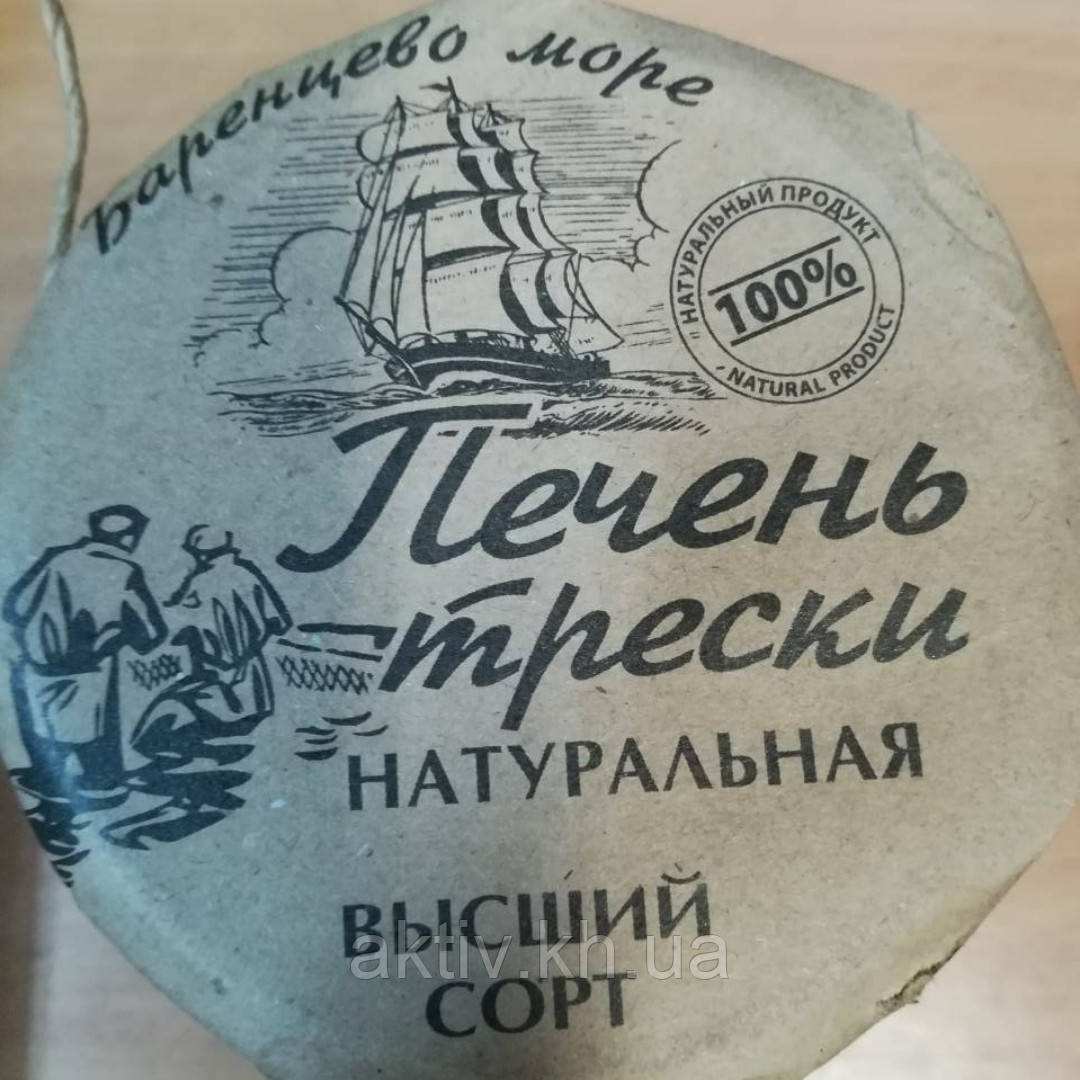 Баренцево море
"НАТУРАЛЬНЫЙ ПРОДУКТ
100%
, NATURAL PRODUCT
Печень
трески
НАТУРАЛЬНАЯ
ВЫСШИЙ
aktiv.kh.ua
СОРТ